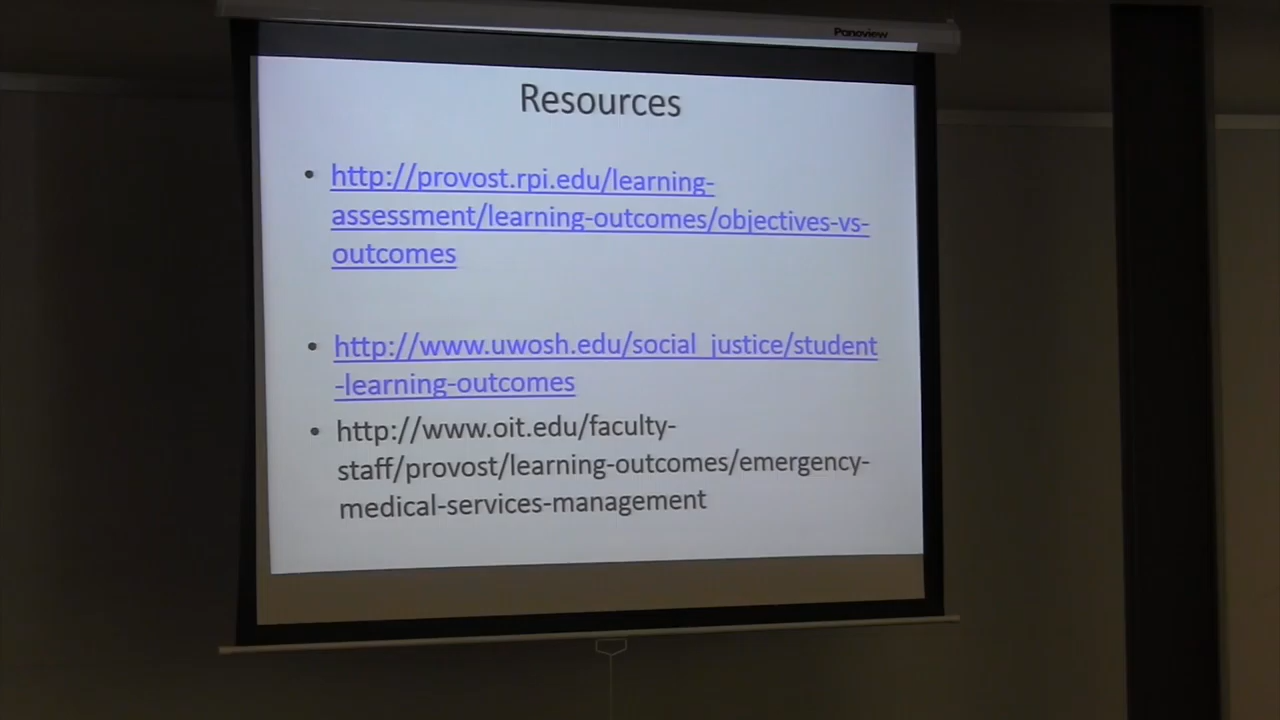 Panoview
Resources
• http://provost.rpi.edu/learning-
assessment/learning-outcomes/objectives-vs-
outcomes
• http://www.uwosh.edu/social_justice/student
-learning-outcomes
• http://www.oit.edu/faculty-
staff/provost/learning-outcomes/emergency-
medical-services-management